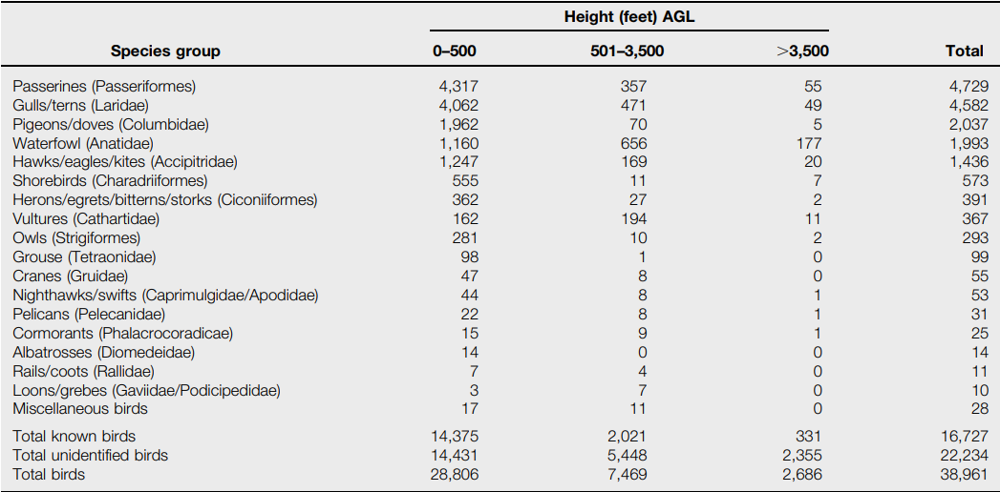 Height (feet) AGL
Species group 0–500 501–3,500 >3,500 Total
Passerines (Passeriformes) 4,317 357 55 4,729
Gulls/terns (Laridae) 4,062 471 49 4,582
Pigeons/doves (Columbidae) 1,962 70 5 2,037
Waterfowl (Anatidae) 1,160 656 177 1,993
Hawks/eagles/kites (Accipitridae) 1,247 169 20 1,436
Shorebirds (Charadriiformes) 555 11 7 573
Herons/egrets/bitterns/storks (Ciconiiformes) 362 27 2 391
Vultures (Cathartidae) 162 194 11 367
Owls (Strigiformes) 281 10 2 293
Grouse (Tetraonidae) 98 1 0 99
Cranes (Gruidae) 47 8 0 55
Nighthawks/swifts (Caprimulgidae/Apodidae) 44 8 1 53
Pelicans (Pelecanidae) 22 8 1 31
Cormorants (Phalacrocoradicae) 15 9 1 25
Albatrosses (Diomedeidae) 14 0 0 14
Rails/coots (Rallidae) 7 4 0 11
Loons/grebes (Gaviidae/Podicipedidae) 3 7 0 10
Miscellaneous birds 17 11 0 28
Total known birds 14,375 2,021 331 16,727
Total unidentified birds 14,431 5,448 2,355 22,234
Total birds 28,806 7,469 2,686 38,961